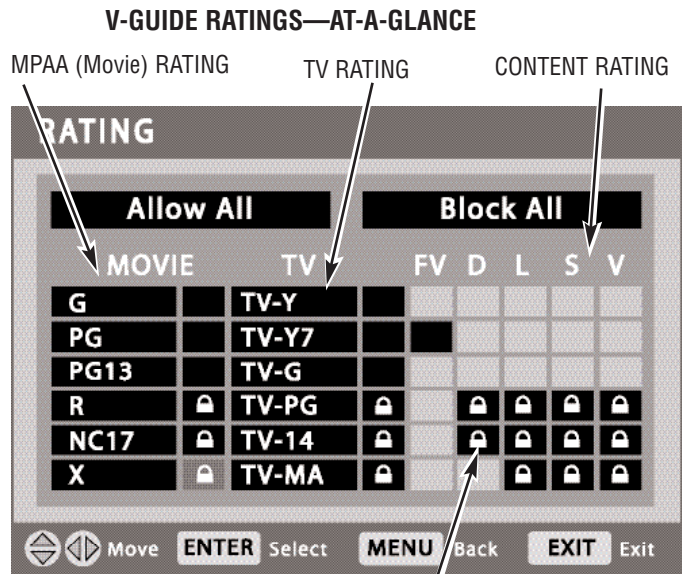 V-GUIDE RATINGS—AT-A-GLANCE
MPAA (Movie) RATING TV RATING CONTENT RATING
RATING
Allow All Block All
MOVIE TV FV D L S V
G TV-Y
PG TV-Y7
PG13 TV-G
R TV-PG
NC17 TV-14
X TV-MA
Move ENTER Select MENU Back EXIT Exit